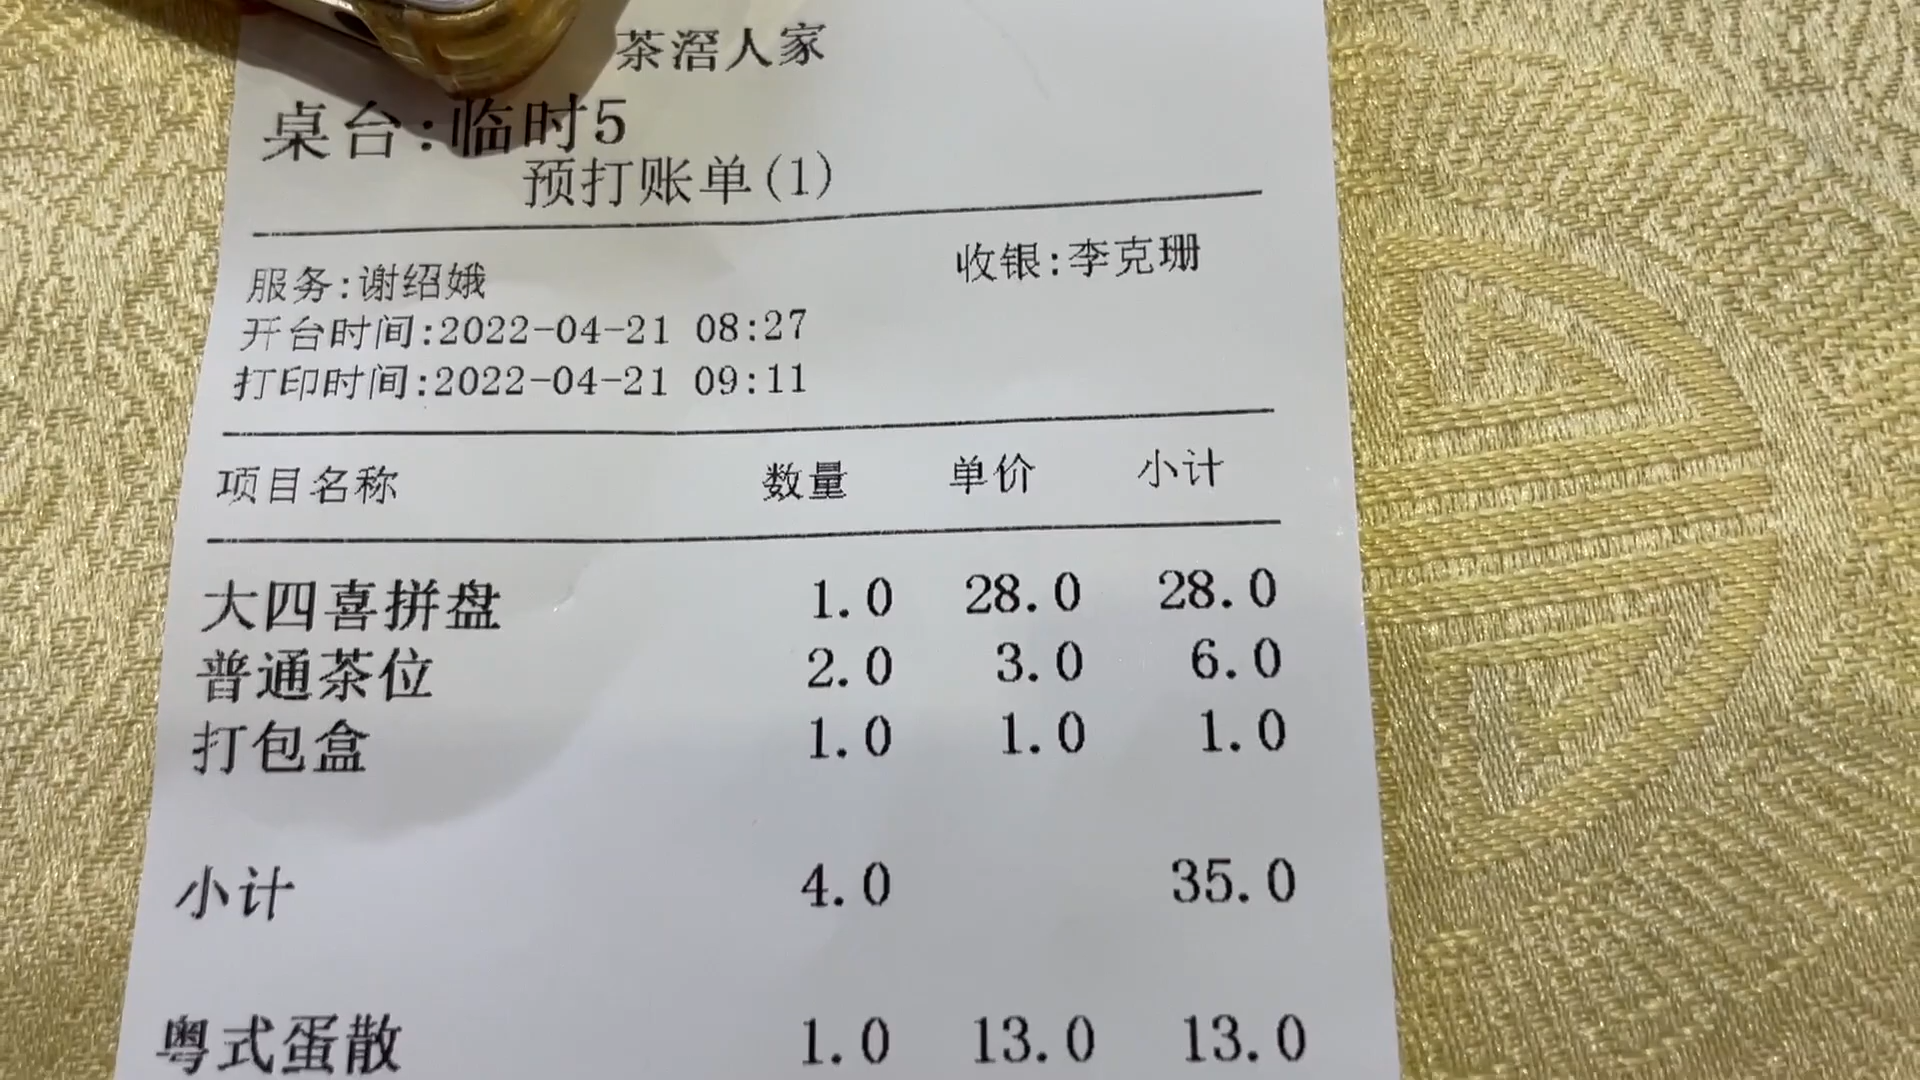 茶滘人家
桌台:临时5
预打账单(1)
服务:谢绍娥 收银:李克珊
开台时间:2022-04-21 08:27
打印时间:2022-04-21 09:11
项目名称 数量 单价 小计
大四喜拼盘 1.0 28.0 28.0
普通茶位 2.0 3.0 6.0
打包盒 1.0 1.0 1.0
小计 4.0 35.0
粤式蛋散 1.0 13.0 13.0